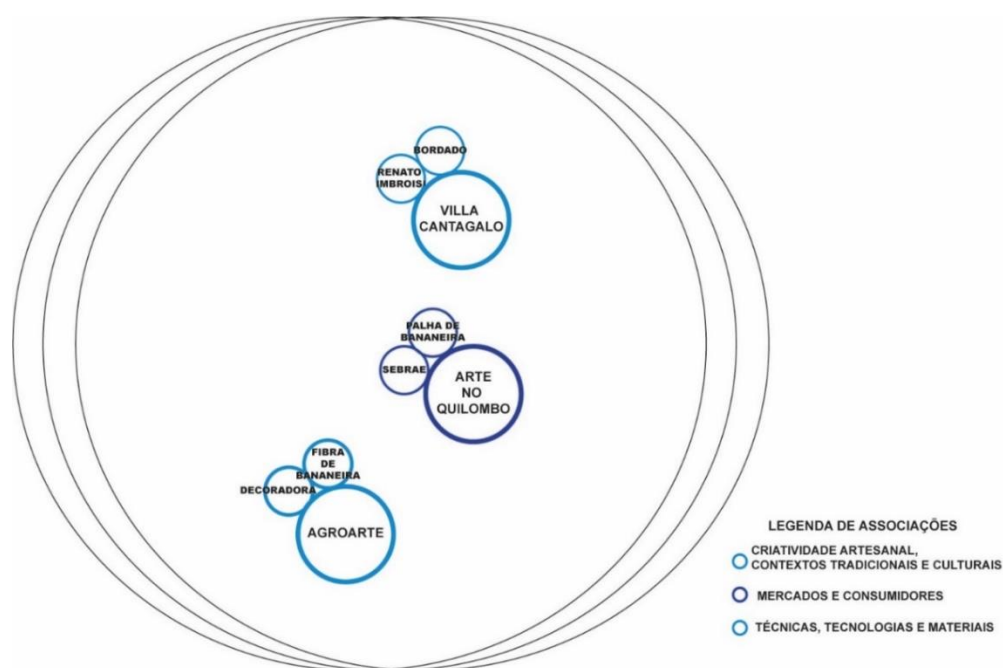 BORDADO
RENATO
IMBROISI
VILLA
CANTAGALO
PALHA DE
BANANEIRA
SEBRAE
ARTE
NO
QUILOMBO
FIBRA
DE
BANANEIRA
DECORADORA
AGROARTE
LEGENDA DE ASSOCIAÇÕES
CRIATIVIDADE ARTESANAL,
CONTEXTOS TRADICIONAIS E CULTURAIS
MERCADOS E CONSUMIDORES
TÉCNICAS, TECNOLOGIAS E MATERIAIS